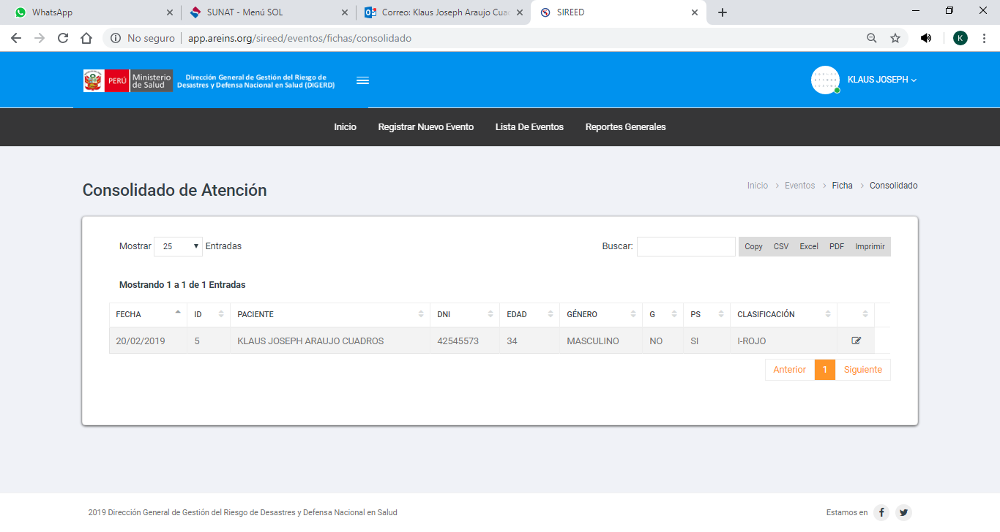 WhatsApp
SUNAT - Menú SOL
Correo: Klaus Joseph Araujo Cua
SIREED
No seguro
app.areins.org/sireed/eventos/fichas/consolidado
K
PERÚ
Ministerio
de Salud
Dirección General de Gestión del Riesgo de
Desastres y Defensa Nacional en Salud (DIGERD)
KLAUS JOSEPH
Inicio Registrar Nuevo Evento Lista De Eventos Reportes Generales
Consolidado de Atención
Inicio > Eventos > Ficha > Consolidado
Mostrar 25 Entradas
Buscar:
Copy CSV Excel PDF Imprimir
Mostrando 1 a 1 de 1 Entradas
FECHA ID PACIENTE DNI EDAD GÉNERO G PS CLASIFICACIÓN
20/02/2019 5 KLAUS JOSEPH ARAUJO CUADROS 42545573 34 MASCULINO NO SI I-ROJO
Anterior 1 Siguiente
2019 Dirección General de Gestión del Riesgo de Desastres y Defensa Nacional en Salud
Estamos en